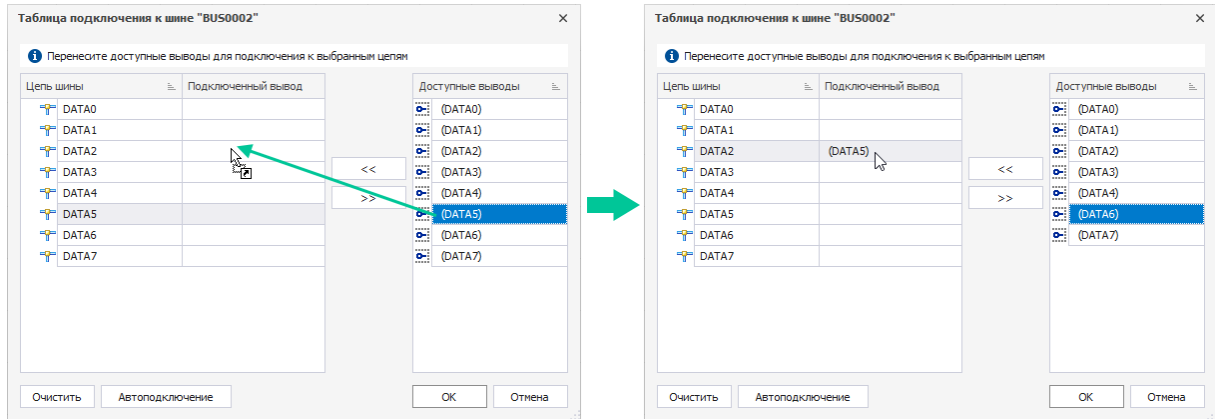 Таблица подключения к шине "BUS0002"
Перенесите доступные выводы для подключения к выбранным цепям
Цепь шины Подключенный вывод
DATA0
DATA1
DATA2
DATA3
DATA4
DATA5
DATA6
DATA7
<<
>>
Доступные выводы
(DATA0)
(DATA1)
(DATA2)
(DATA3)
(DATA4)
(DATA5)
(DATA6)
(DATA7)
Очистить Автоподключение OK Отмена
Таблица подключения к шине "BUS0002"
Перенесите доступные выводы для подключения к выбранным цепям
Цепь шины Подключенный вывод
DATA0
DATA1
DATA2 (DATA5)
DATA3
DATA4
DATA5
DATA6
DATA7
<<
>>
Доступные выводы
(DATA0)
(DATA1)
(DATA2)
(DATA3)
(DATA4)
(DATA6)
(DATA7)
Очистить Автоподключение OK Отмена